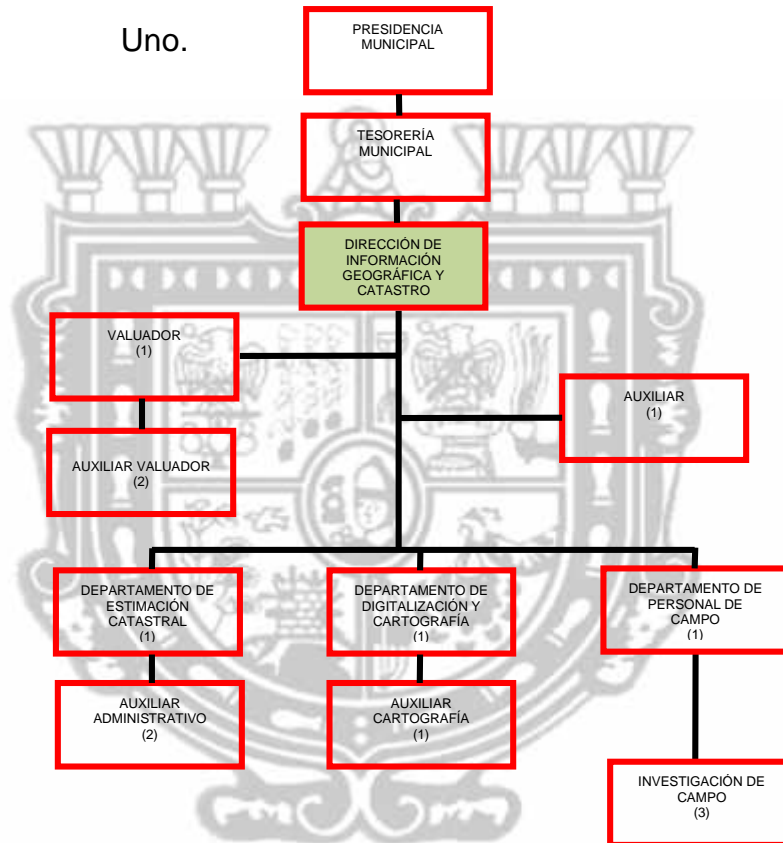 Uno.
PRESIDENCIA
MUNICIPAL
TESORERÍA
MUNICIPAL
DIRECCIÓN DE
INFORMACIÓN
GEOGRÁFICA Y
CATASTRO
VALUADOR
(1)
AUXILIAR
(1)
AUXILIAR VALUADOR
(2)
DEPARTAMENTO DE
ESTIMACIÓN
CATASTRAL
(1)
DEPARTAMENTO DE
DIGITALIZACIÓN Y
CARTOGRAFÍA
(1)
DEPARTAMENTO DE
PERSONAL DE
CAMPO
(1)
AUXILIAR
ADMINISTRATIVO
(2)
AUXILIAR
CARTOGRAFÍA
(1)
INVESTIGACIÓN DE
CAMPO
(3)